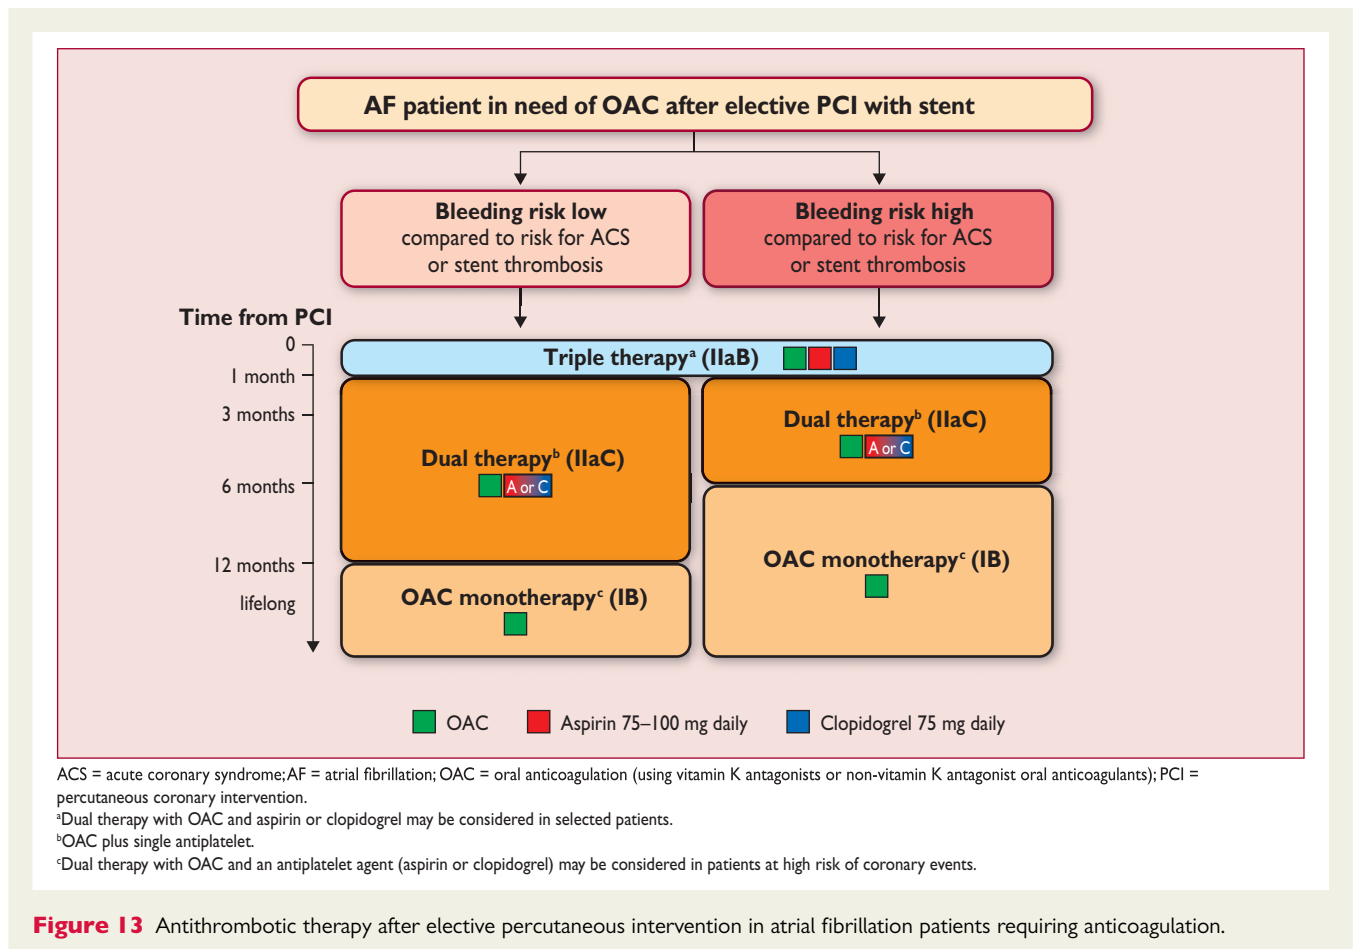 AF patient in need of OAC after elective PCI with stent
Bleeding risk low
compared to risk for ACS
or stent thrombosis
Bleeding risk high
compared to risk for ACS
or stent thrombosis
Time from PCI
0
1 month
3 months
6 months
12 months
lifelong
Triple therapyᵃ (IIaB)
Dual therapyᵇ (IIaC)
A or C
Dual therapyᵇ (IIaC)
A or C
OAC monotherapyᶜ (IB)
OAC monotherapyᶜ (IB)
OAC
Aspirin 75–100 mg daily
Clopidogrel 75 mg daily
ACS = acute coronary syndrome; AF = atrial fibrillation; OAC = oral anticoagulation (using vitamin K antagonists or non-vitamin K antagonist oral anticoagulants); PCI =
percutaneous coronary intervention.
ᵃDual therapy with OAC and aspirin or clopidogrel may be considered in selected patients.
ᵇOAC plus single antiplatelet.
ᶜDual therapy with OAC and an antiplatelet agent (aspirin or clopidogrel) may be considered in patients at high risk of coronary events.
Figure 13 Antithrombotic therapy after elective percutaneous intervention in atrial fibrillation patients requiring anticoagulation.